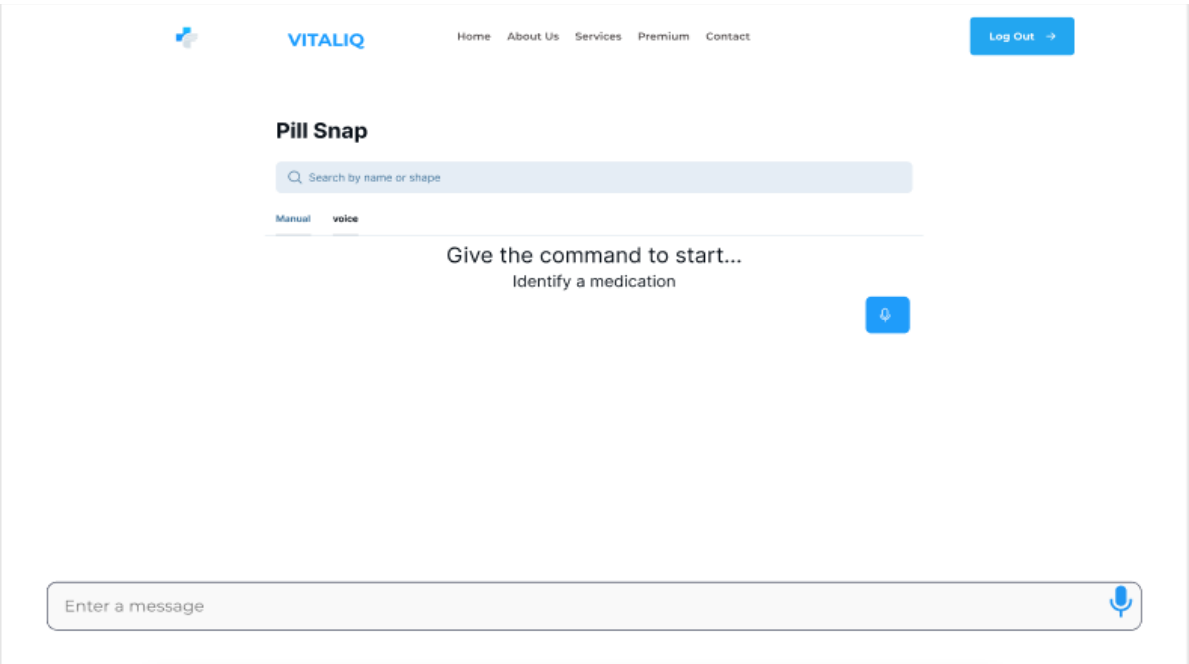 VITALIQ
Home About Us Services Premium Contact
Log Out →
Pill Snap
Search by name or shape
Manual voice
Give the command to start...
Identify a medication
Enter a message